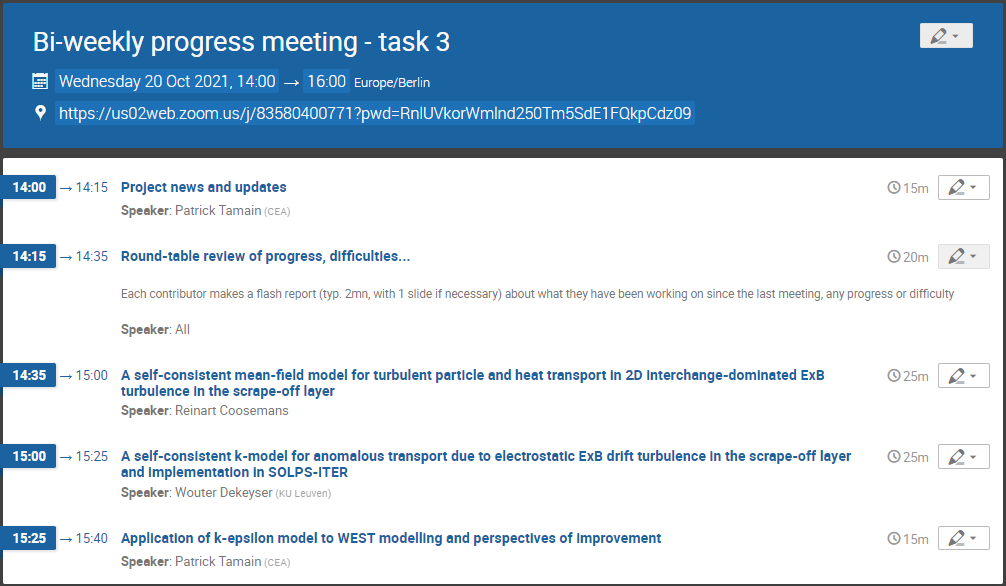 Bi-weekly progress meeting - task 3
Wednesday 20 Oct 2021, 14:00 → 16:00 Europe/Berlin
https://us02web.zoom.us/j/83580400771?pwd=RnlUVkorWmlnd250Tm5SdE1FQkpCdz09
14:00 → 14:15 Project news and updates 15m
Speaker: Patrick Tamain (CEA)
14:15 → 14:35 Round-table review of progress, difficulties... 20m
Each contributor makes a flash report (typ. 2mn, with 1 slide if necessary) about what they have been working on since the last meeting, any progress or difficulty
Speaker: All
14:35 → 15:00 A self-consistent mean-field model for turbulent particle and heat transport in 2D interchange-dominated ExB 25m
turbulence in the scrape-off layer
Speaker: Reinart Coosemans
15:00 → 15:25 A self-consistent k-model for anomalous transport due to electrostatic ExB drift turbulence in the scrape-off layer 25m
and implementation in SOLPS-ITER
Speaker: Wouter Dekeyser (KU Leuven)
15:25 → 15:40 Application of k-epsilon model to WEST modelling and perspectives of improvement 15m
Speaker: Patrick Tamain (CEA)